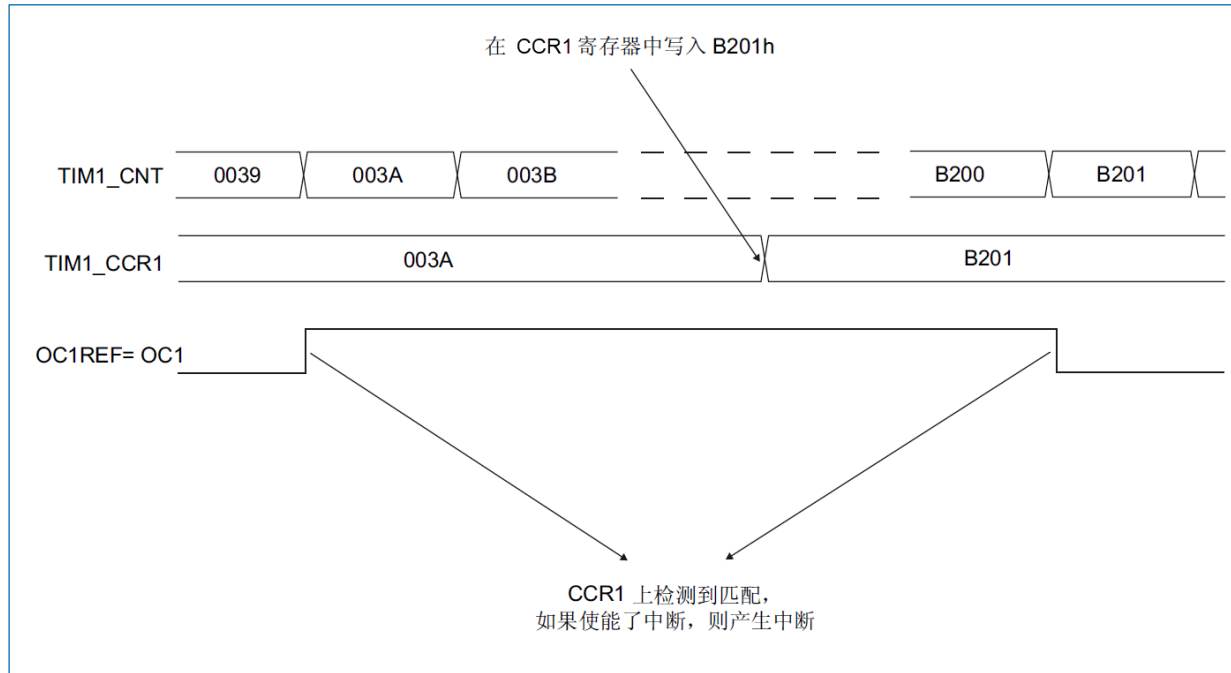 在 CCR1 寄存器中写入 B201h
TIM1_CNT 0039 003A 003B B200 B201
TIM1_CCR1 003A B201
OC1REF= OC1
CCR1 上检测到匹配,
如果使能了中断，则产生中断